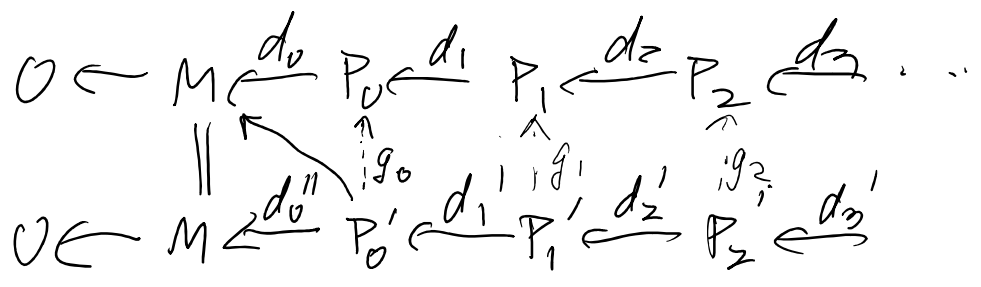 0 ← M ←d₀ P₀ ←d₁ P₁ ←d₂ P₂ ←d₃ ...
‖ ↖ ↑g₀ ↑g₁ ↑g₂
0 ← M ←d₀'' P₀' ←d₁' P₁' ←d₂' P₂' ←d₃'